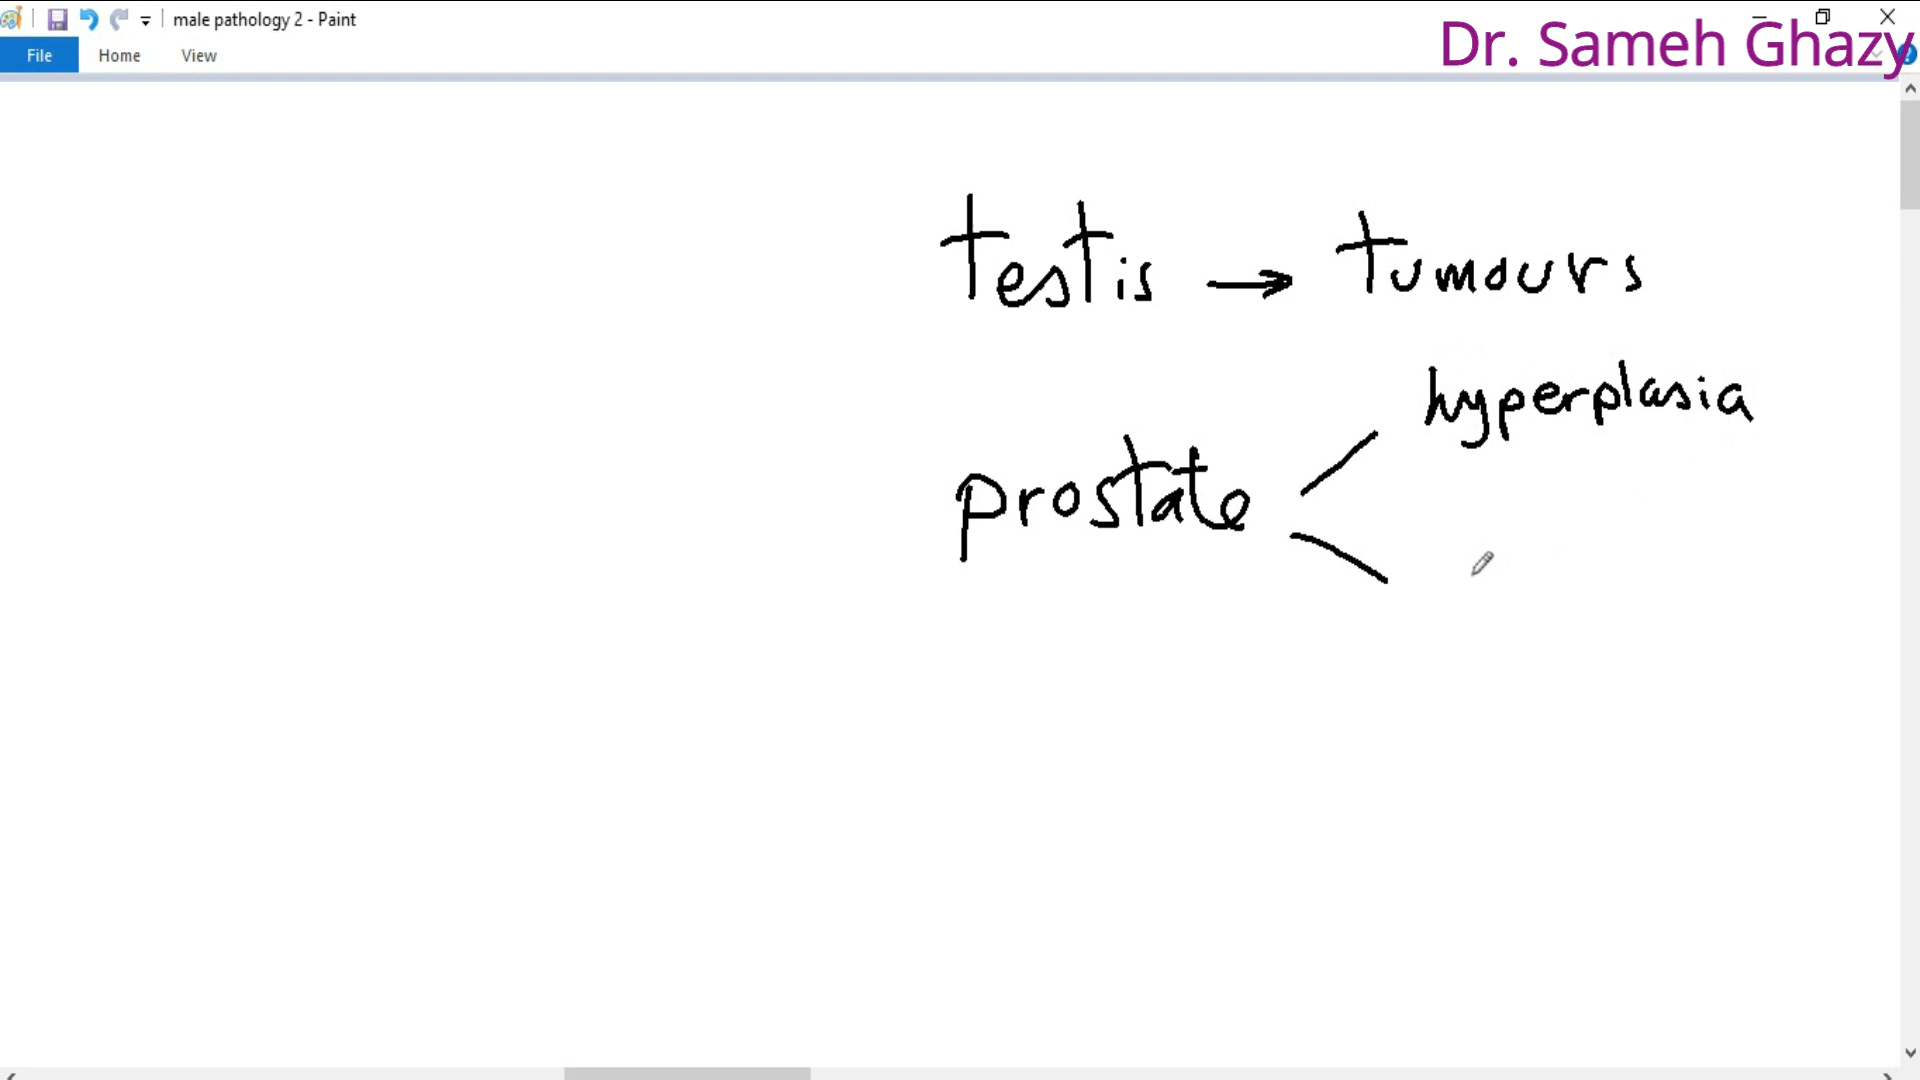 male pathology 2 - Paint
Dr. Sameh Ghazy
File Home View
testis → tumours
hyperplasia
prostate